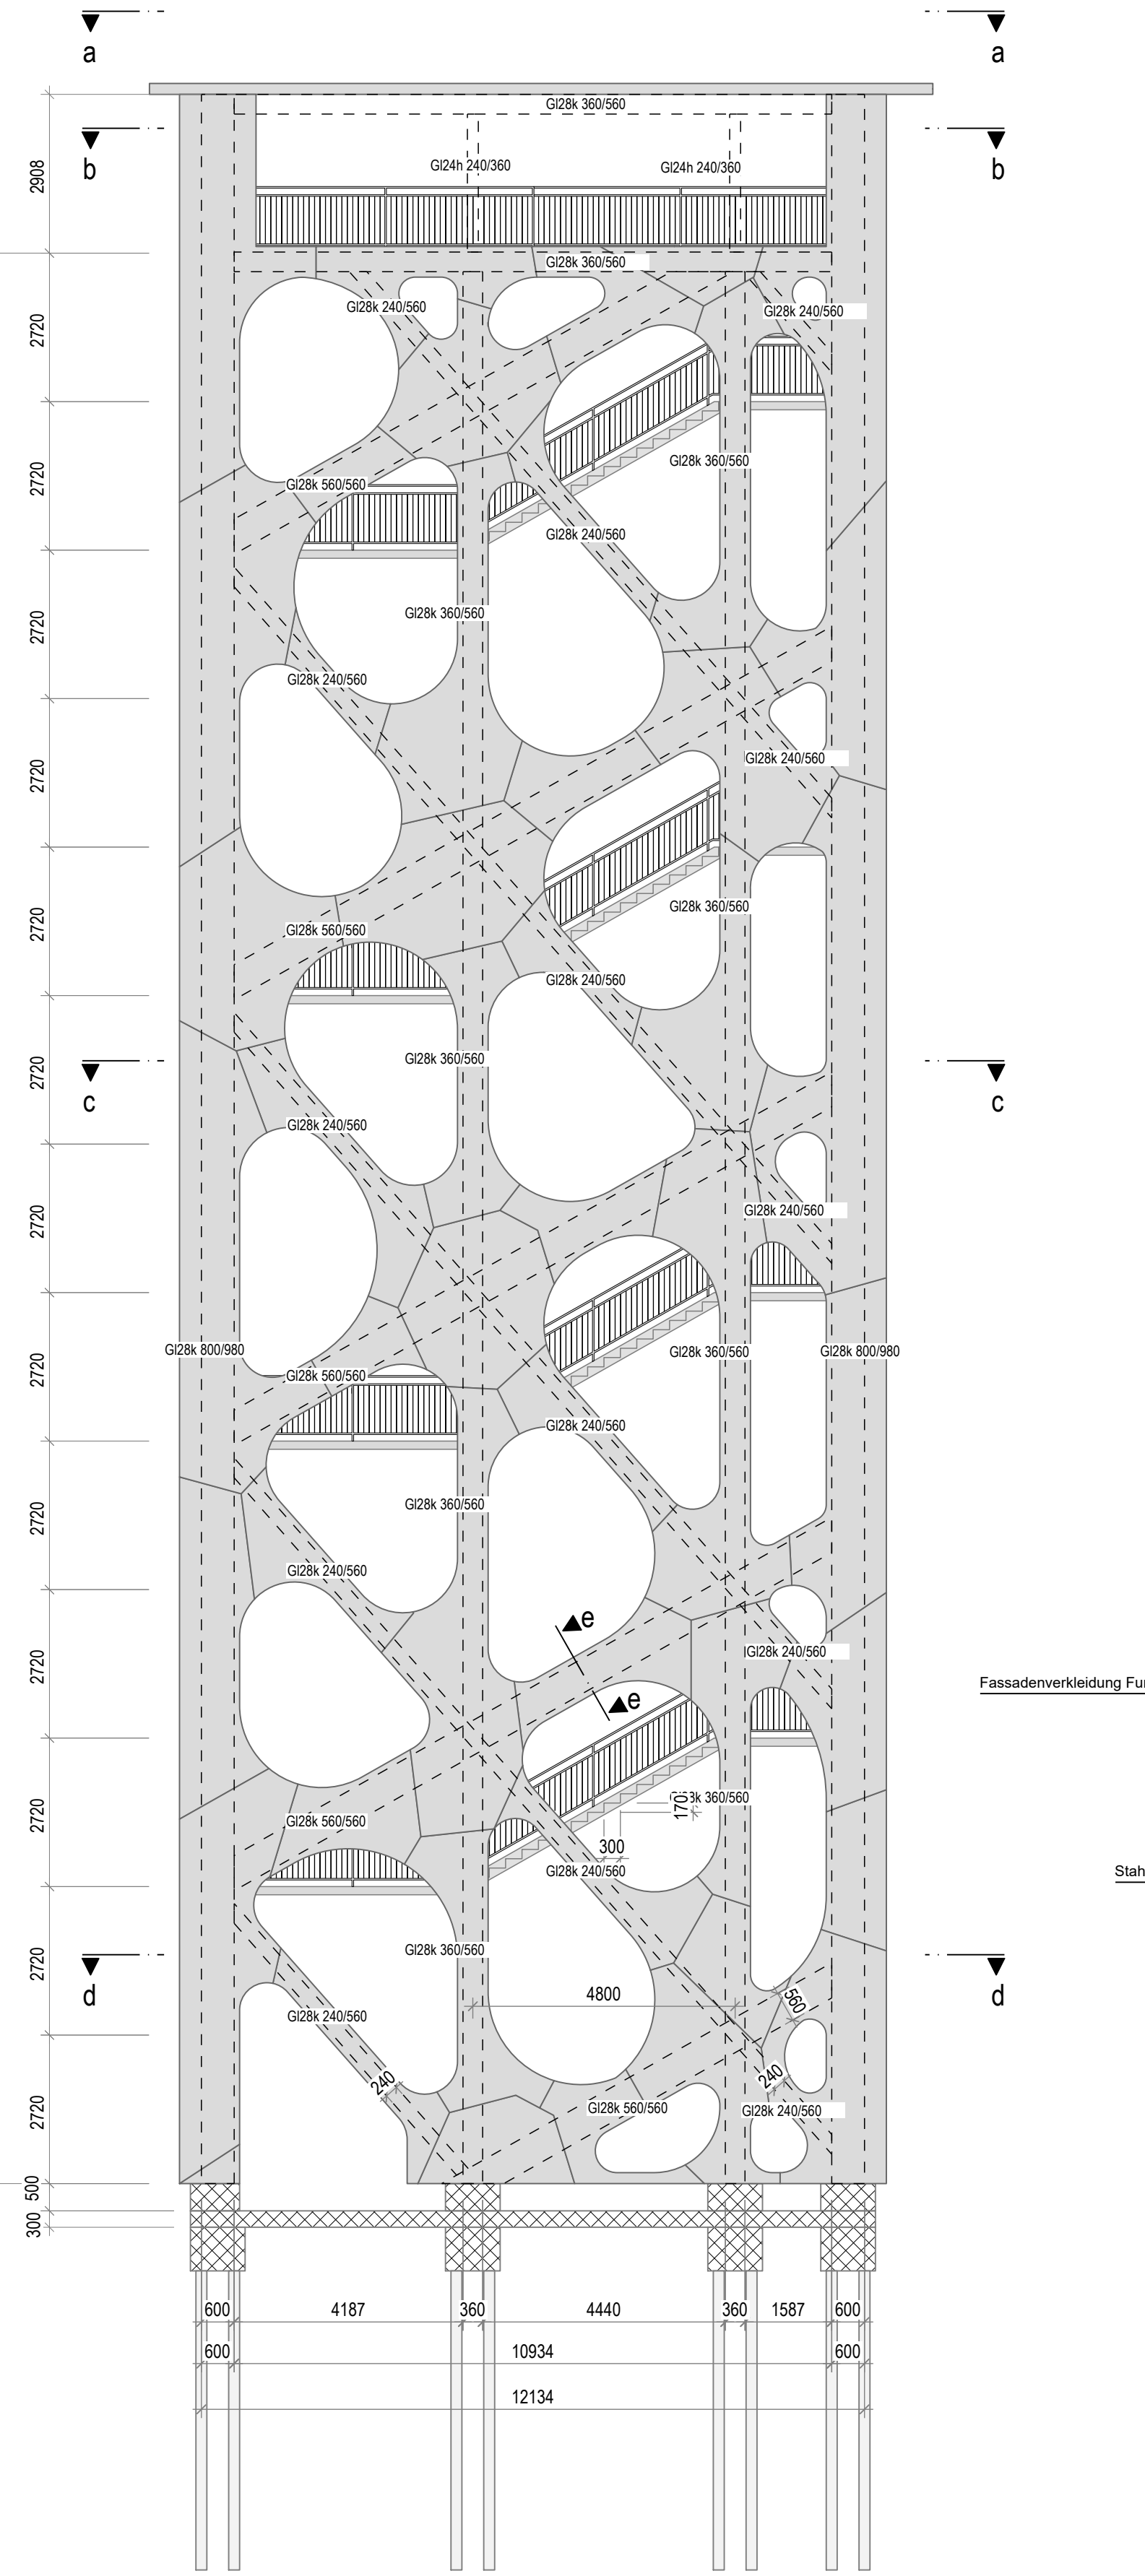 a a
Gl28k 360/560
b b
2908
Gl24h 240/360 Gl24h 240/360
Gl28k 360/560
Gl28k 240/560 Gl28k 240/560
2720
Gl28k 360/560
2720
Gl28k 560/560
Gl28k 240/560
Gl28k 360/560
2720
Gl28k 240/560
Gl28k 240/560
2720
Gl28k 360/560
2720
Gl28k 560/560
Gl28k 240/560
Gl28k 360/560
2720
c c
Gl28k 240/560
Gl28k 240/560
2720
Gl28k 800/980 Gl28k 360/560 Gl28k 800/980
2720
Gl28k 560/560
Gl28k 240/560
Gl28k 360/560
2720
Gl28k 240/560
e
Gl28k 240/560
2720
Fassadenverkleidung Fu
e
k 360/560
170
2720
Gl28k 560/560
300
Gl28k 240/560
Stah
Gl28k 360/560
2720
d d
4800
560
Gl28k 240/560
240 240
Gl28k 560/560 Gl28k 240/560
2720
500
300
600 4187 360 4440 360 1587 600
600 10934 600
12134